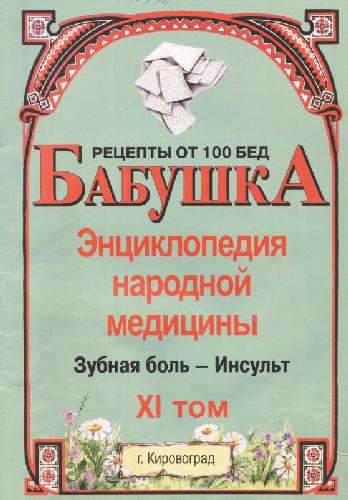 РЕЦЕПТЫ ОТ 100 БЕД
БАБУШКА
Энциклопедия
народной
медицины
Зубная боль – Инсульт
XI том
г. Кировоград